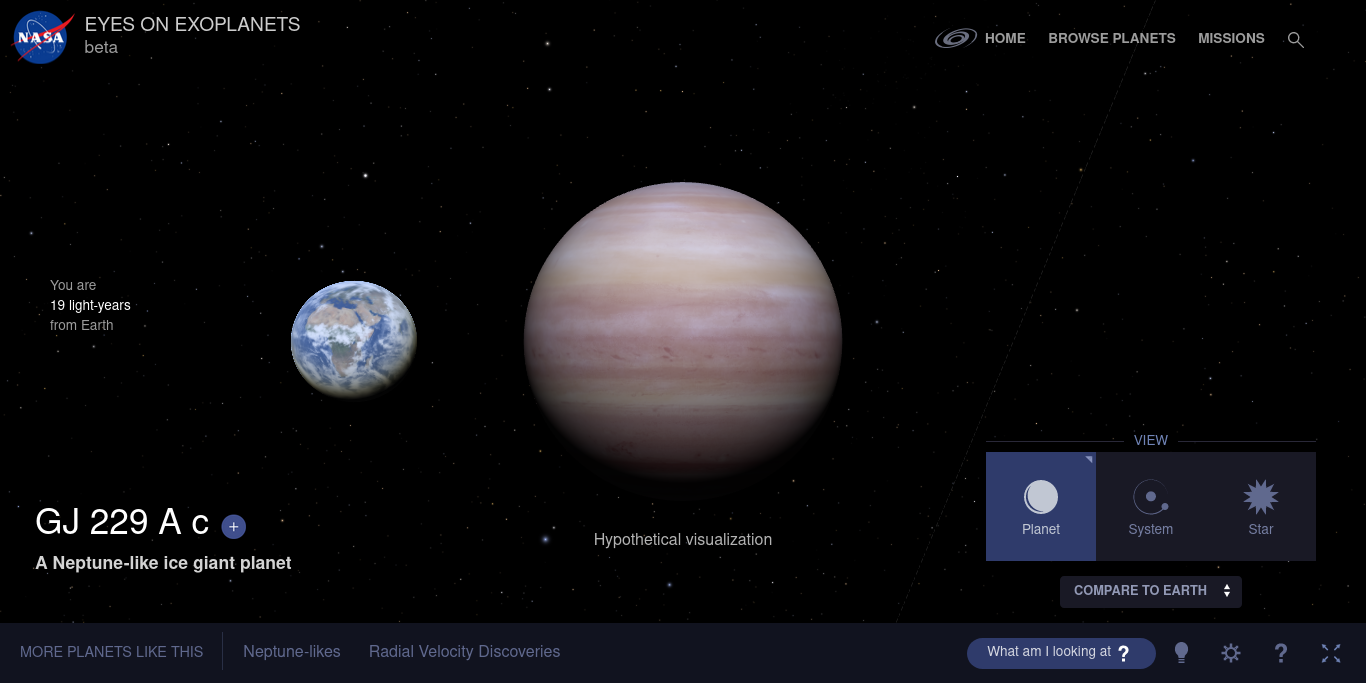 NASA
EYES ON EXOPLANETS
beta
HOME
BROWSE PLANETS
MISSIONS
You are
19 light-years
from Earth
GJ 229 A c +
A Neptune-like ice giant planet
Hypothetical visualization
VIEW
Planet
System
Star
COMPARE TO EARTH
MORE PLANETS LIKE THIS
Neptune-likes
Radial Velocity Discoveries
What am I looking at ?
?